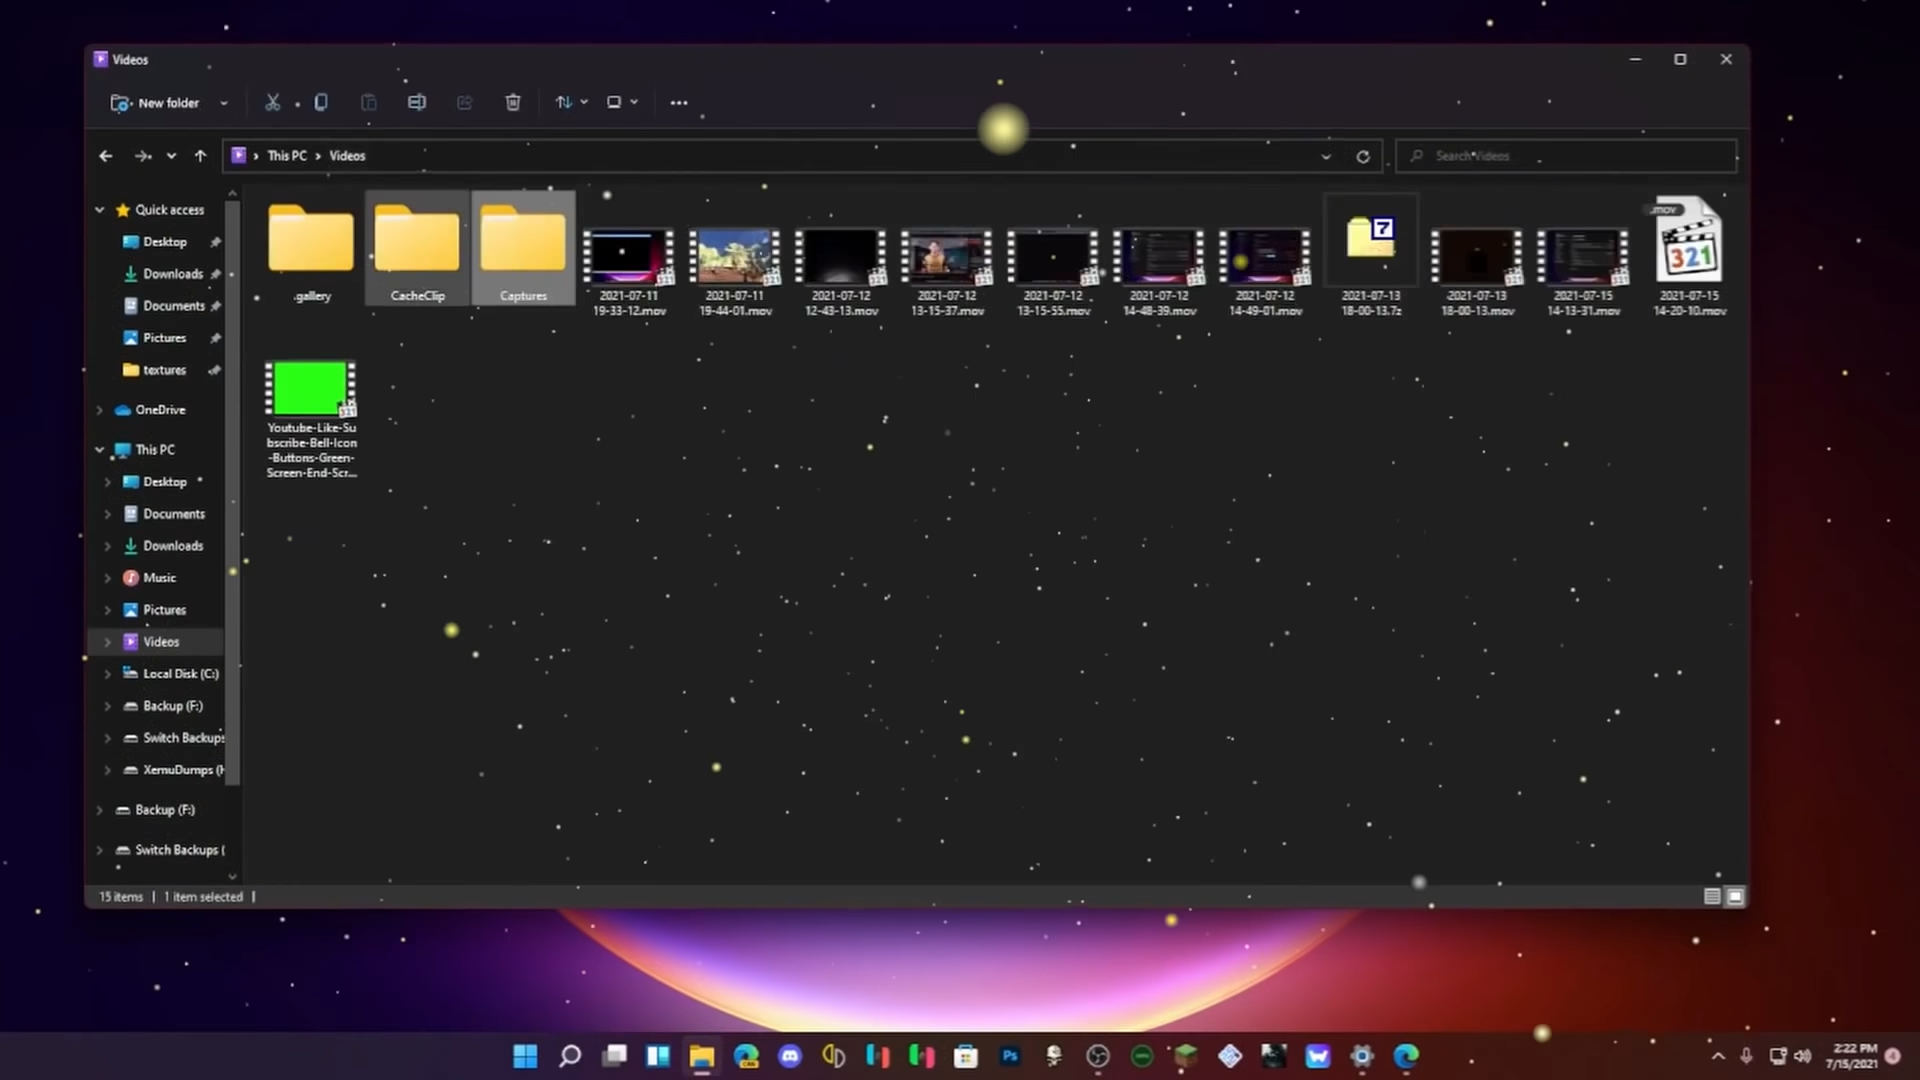 Videos
New folder
This PC > Videos
Search Videos
Quick access
Desktop
Downloads
Documents
Pictures
textures
OneDrive
This PC
Desktop
Documents
Downloads
Music
Pictures
Videos
Local Disk (C:)
Backup (F:)
Switch Backups
XemuDumps (H
Backup (F:)
Switch Backups (
.gallery
CacheClip
Captures
2021-07-11
19-33-12.mov
2021-07-11
19-44-01.mov
2021-07-12
12-43-13.mov
2021-07-12
13-15-37.mov
2021-07-12
13-15-55.mov
2021-07-12
14-48-39.mov
2021-07-12
14-49-01.mov
7
2021-07-13
18-00-13.7z
2021-07-13
18-00-13.mov
2021-07-15
14-13-31.mov
.mov
321
2021-07-15
14-20-10.mov
Youtube-Like-Su
bscribe-Bell-Icon
-Buttons-Green-
Screen-End-Scr...
15 items | 1 item selected |
Ps
2:22 PM
7/15/2021
4